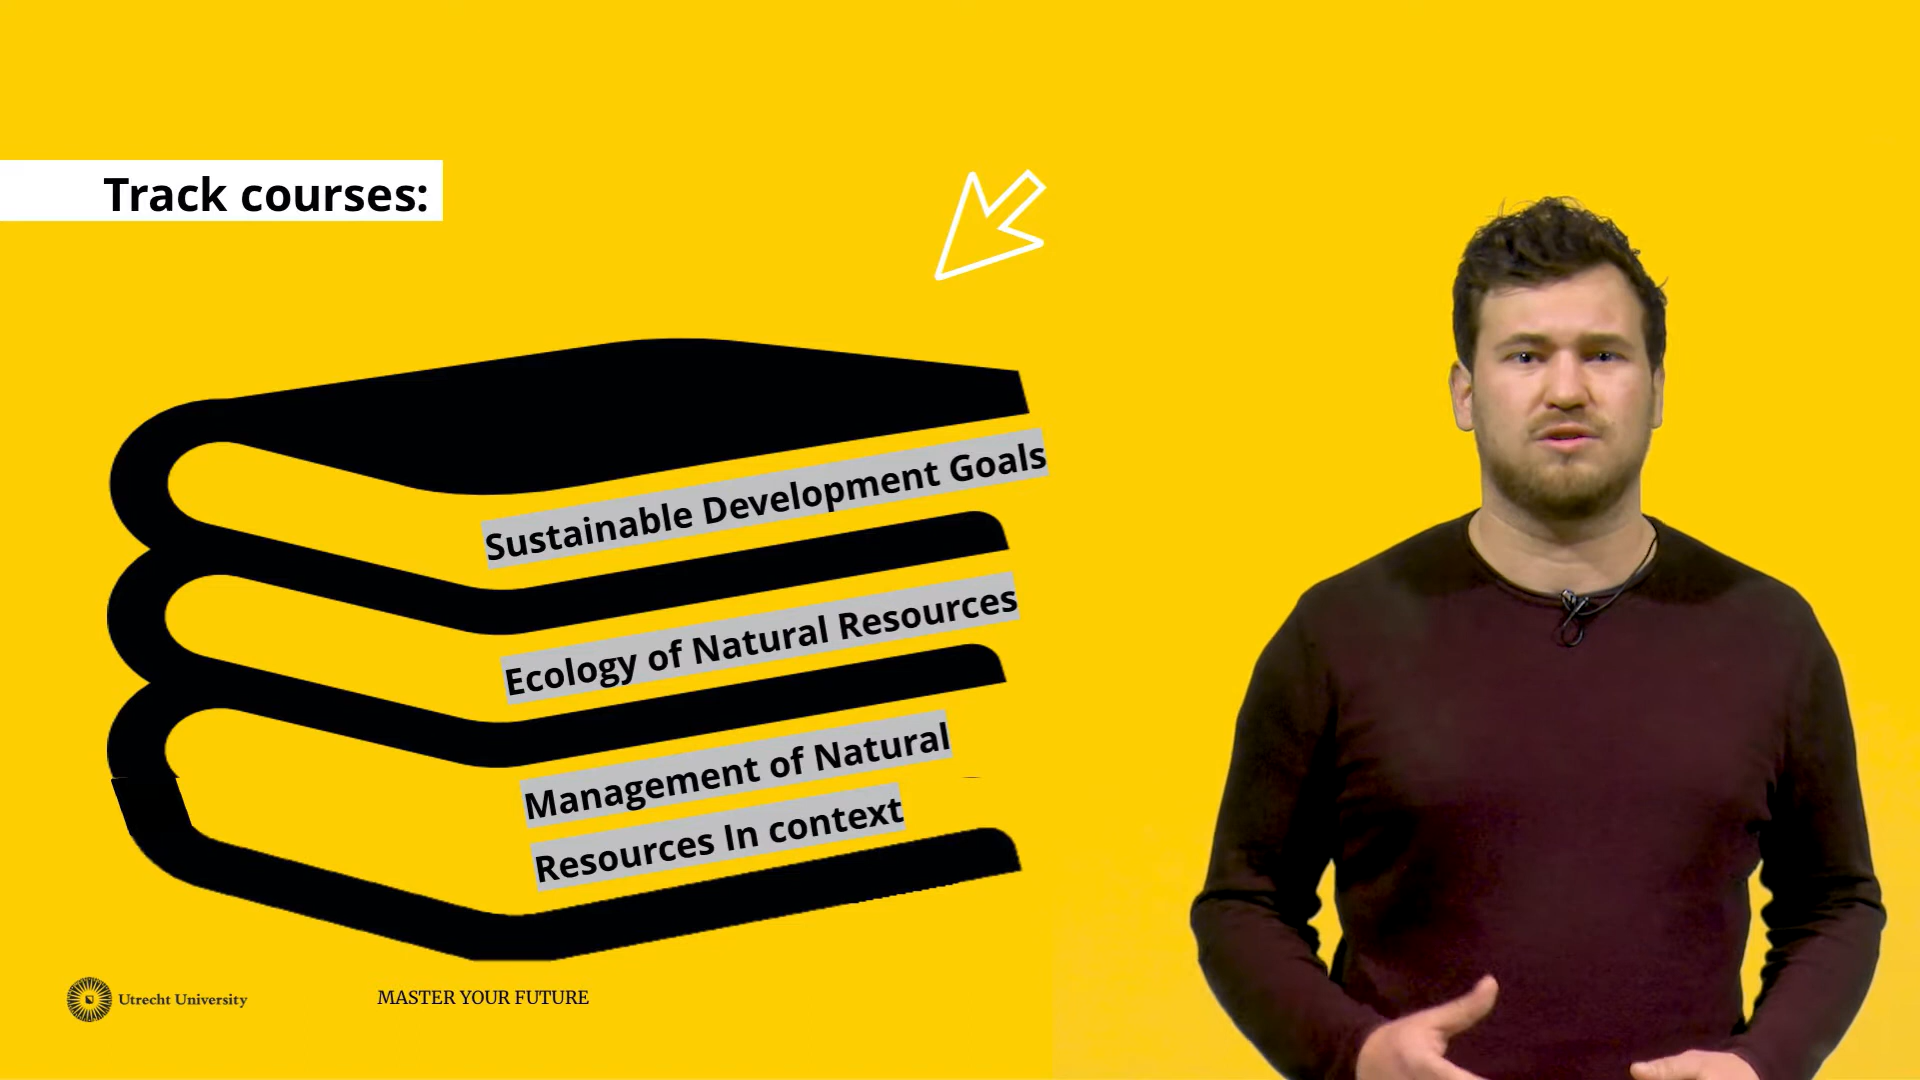 Track courses:
Sustainable Development Goals
Ecology of Natural Resources
Management of Natural
Resources In context
Utrecht University
MASTER YOUR FUTURE